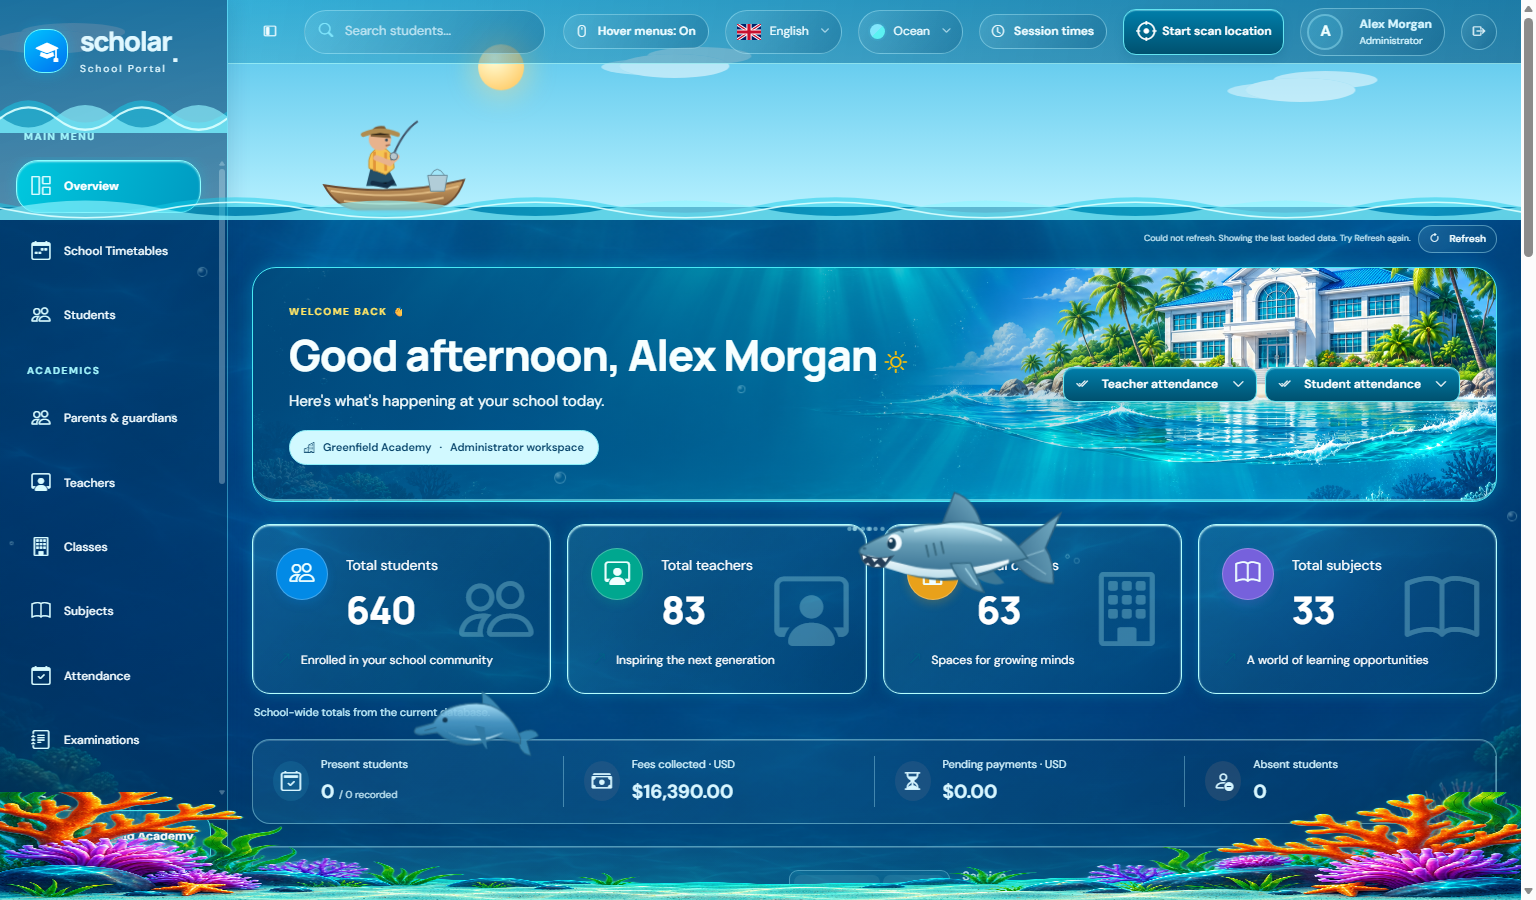 scholar
School Portal
Search students...
Hover menus: On
English
Ocean
Session times
Start scan location
A
Alex Morgan
Administrator
MAIN MENU
Overview
School Timetables
Students
ACADEMICS
Parents & guardians
Teachers
Classes
Subjects
Attendance
Examinations
Academy
Could not refresh. Showing the last loaded data. Try Refresh again.
Refresh
WELCOME BACK
Good afternoon, Alex Morgan
Here's what's happening at your school today.
Greenfield Academy · Administrator workspace
Teacher attendance
Student attendance
Total students
640
Enrolled in your school community
Total teachers
83
Inspiring the next generation
63
Spaces for growing minds
Total subjects
33
A world of learning opportunities
School-wide totals from the current
Present students
0 / 0 recorded
Fees collected · USD
$16,390.00
Pending payments · USD
$0.00
Absent students
0